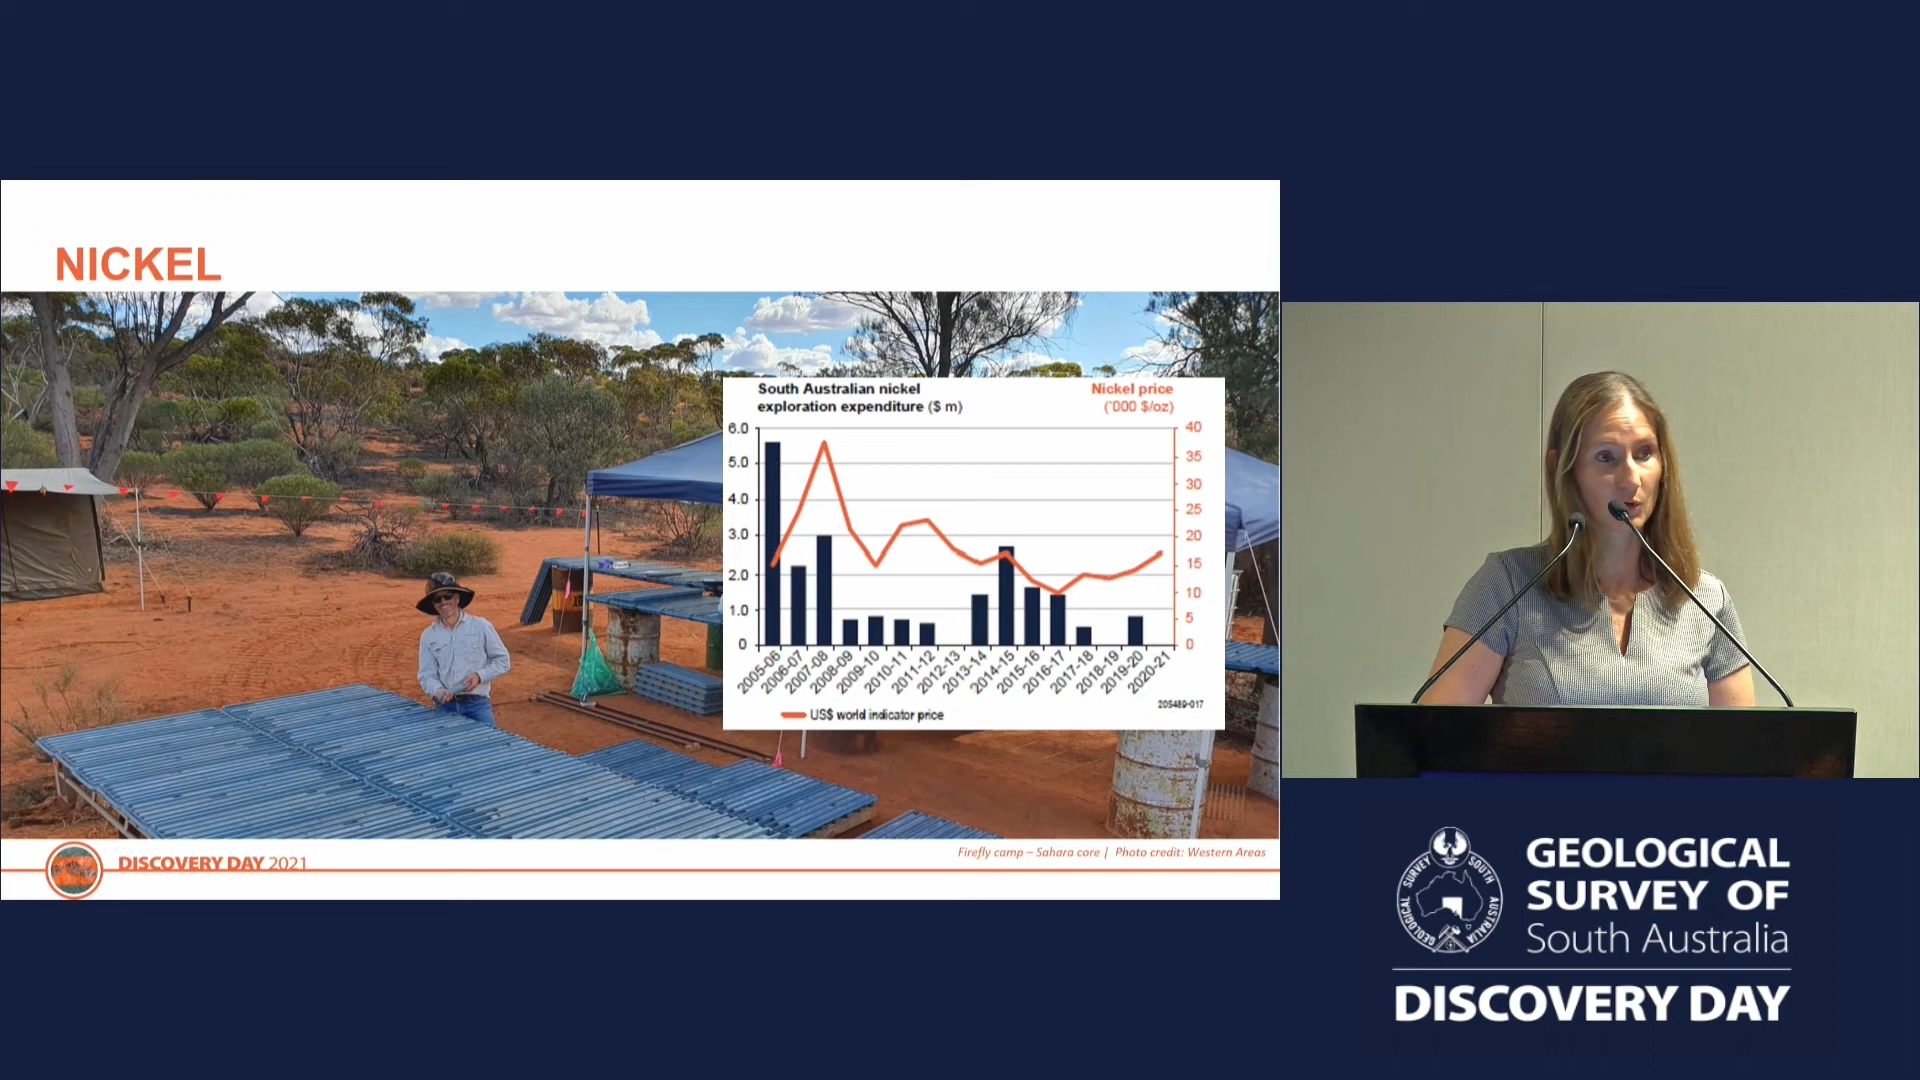 NICKEL
South Australian nickel
exploration expenditure ($ m)
Nickel price
('000 $/oz)
6.0
5.0
4.0
3.0
2.0
1.0
0
40
35
30
25
20
15
10
5
0
2005-06
2006-07
2007-08
2008-09
2009-10
2010-11
2011-12
2012-13
2013-14
2014-15
2015-16
2016-17
2017-18
2018-19
2019-20
2020-21
205489-017
US$ world indicator price
Firefly camp – Sahara core | Photo credit: Western Areas
DISCOVERY DAY 2021
GEOLOGICAL SURVEY
SOUTH AUSTRALIA
GEOLOGICAL
SURVEY OF
South Australia
DISCOVERY DAY